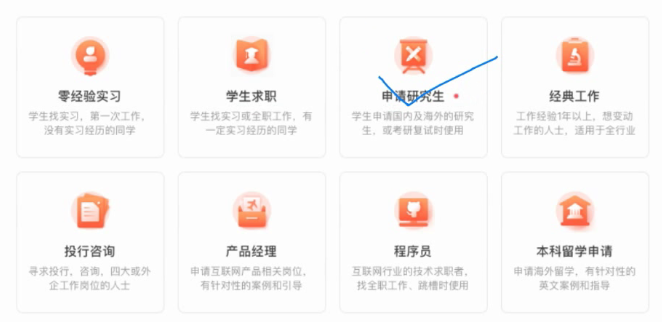 零经验实习
学生找实习，第一次工作，
没有实习经历的同学
学生求职
学生找实习或全职工作，有
一定实习经历的同学
申请研究生
学生申请国内及海外的研究
生，或考研复试时使用
经典工作
工作经验1年以上，想变动
工作的人士，适用于全行业
投行咨询
寻求投行，咨询，四大或外
企工作岗位的人士
产品经理
申请互联网产品相关岗位，
有针对性的案例和引导
程序员
互联网行业的技术求职者，
找全职工作、跳槽时使用
本科留学申请
申请海外留学，有针对性的
英文案例和指导